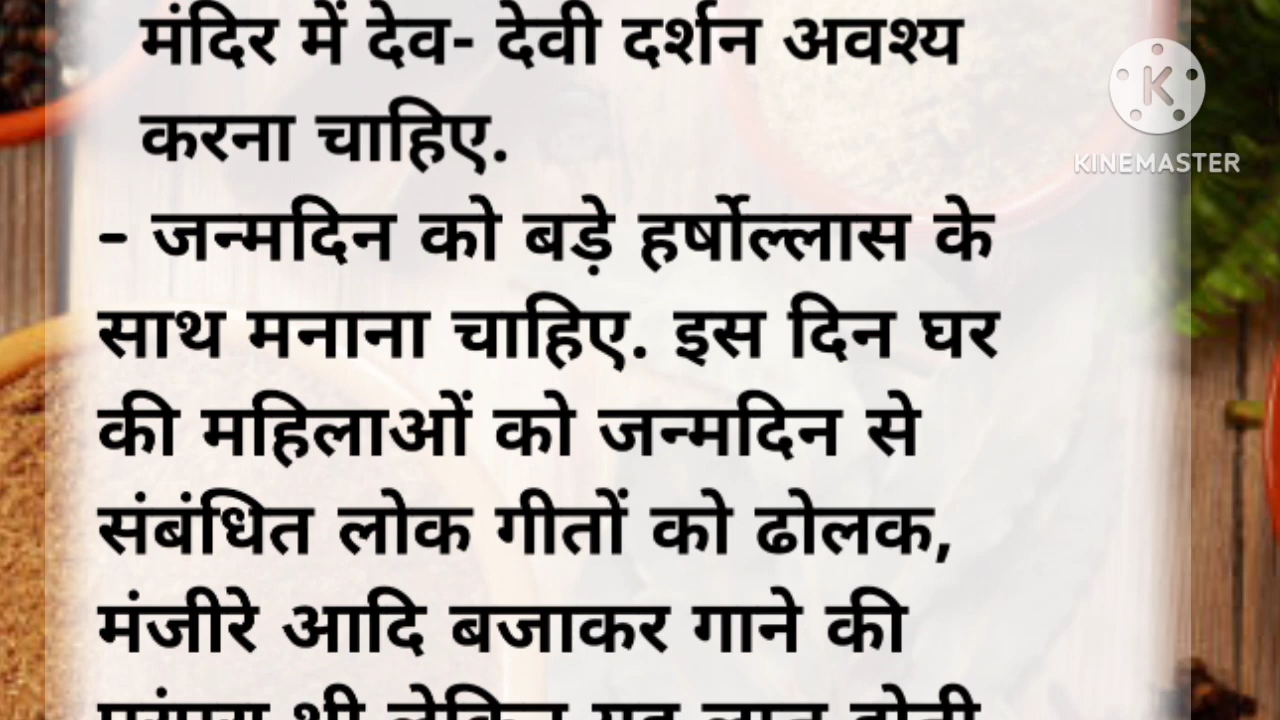 मंदिर में देव- देवी दर्शन अवश्य
करना चाहिए.
- जन्मदिन को बड़े हर्षोल्लास के
साथ मनाना चाहिए. इस दिन घर
की महिलाओं को जन्मदिन से
संबंधित लोक गीतों को ढोलक,
मंजीरे आदि बजाकर गाने की
K
KINEMASTER